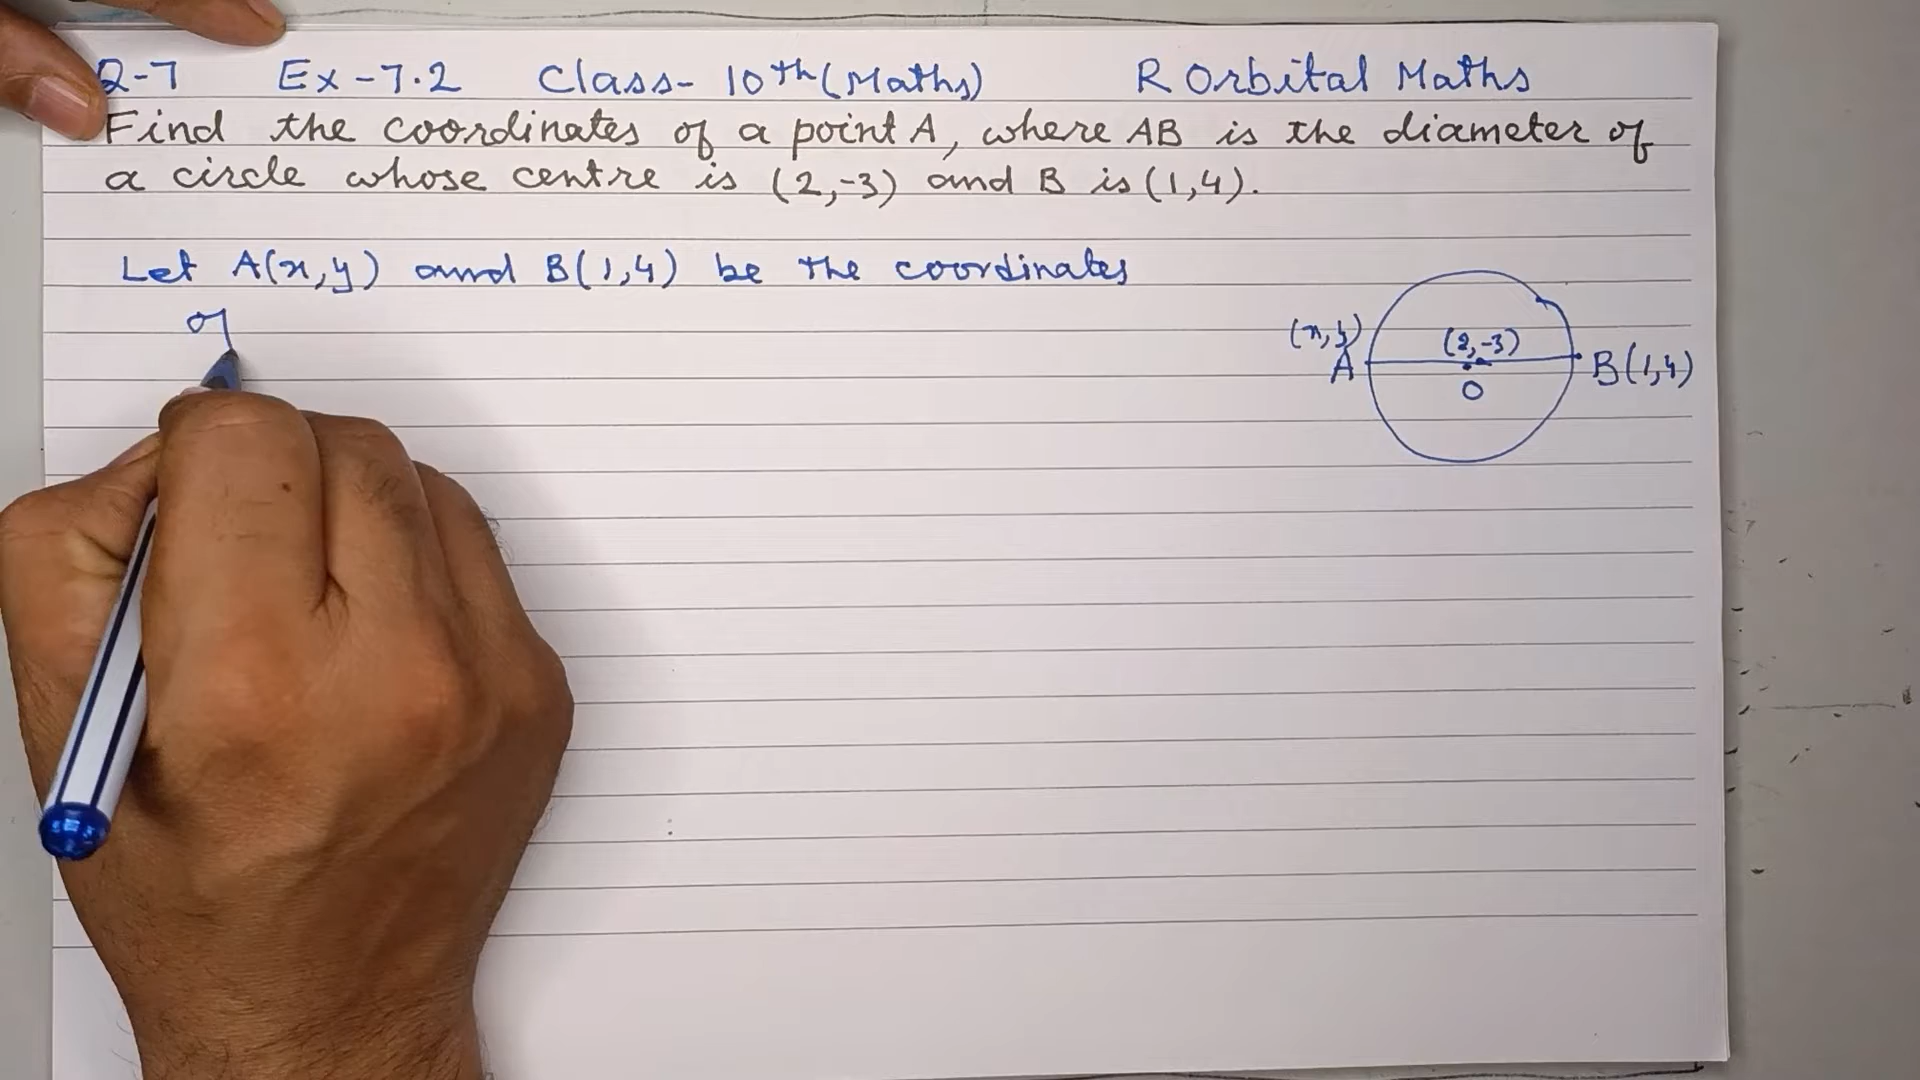 Q-7 Ex-7.2 Class- 10th (Maths) R Orbital Maths
Find the coordinates of a point A, where AB is the diameter of
a circle whose centre is (2,-3) and B is (1,4).
Let A(x,y) and B(1,4) be the coordinates
of
(x,y)
(2,-3)
A
B(1,4)
O